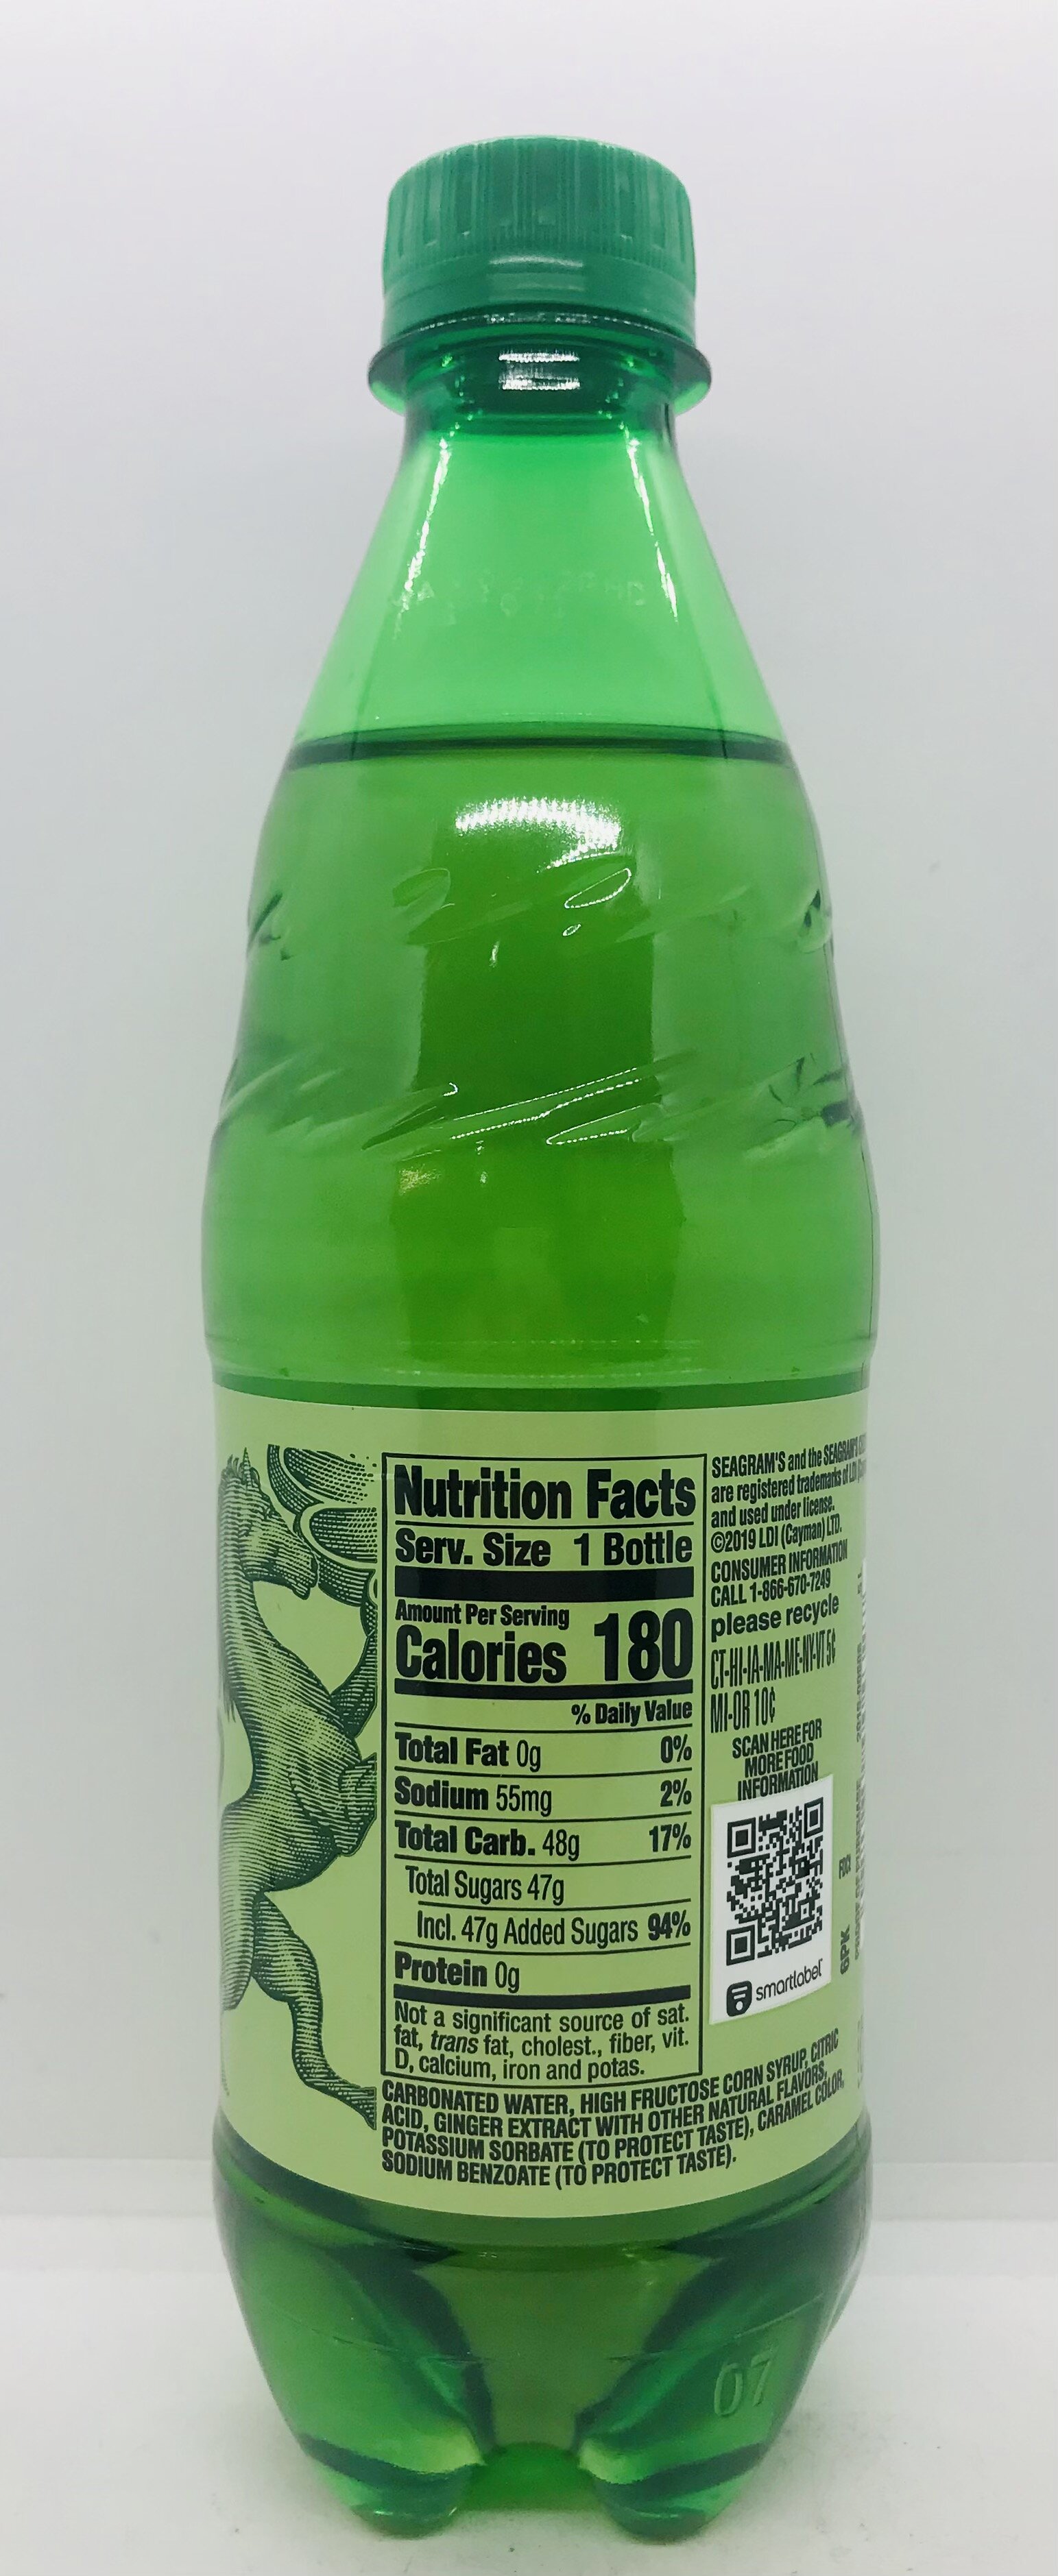 Nutrition Facts
Serv. Size 1 Bottle
Amount Per Serving
Calories 180
% Daily Value
Total Fat 0g 0%
Sodium 55mg 2%
Total Carb. 48g 17%
Total Sugars 47g
Incl. 47g Added Sugars 94%
Protein 0g
Not a significant source of sat.
fat, trans fat, cholest., fiber, vit.
D, calcium, iron and potas.
CARBONATED WATER, HIGH FRUCTOSE CORN SYRUP, CITRIC
ACID, GINGER EXTRACT WITH OTHER NATURAL FLAVORS,
POTASSIUM SORBATE (TO PROTECT TASTE), CARAMEL COLOR,
SODIUM BENZOATE (TO PROTECT TASTE).
SEAGRAM'S and the SEAGRAM'S
are registered trademarks of LDI
and used under license.
©2019 LDI (Cayman) LTD.
CONSUMER INFORMATION
CALL 1-866-670-7249
please recycle
CT-HI-IA-MA-ME-NY-VT 5¢
MI-OR 10¢
SCAN HERE FOR
MORE FOOD
INFORMATION
smartlabel
6PK
07